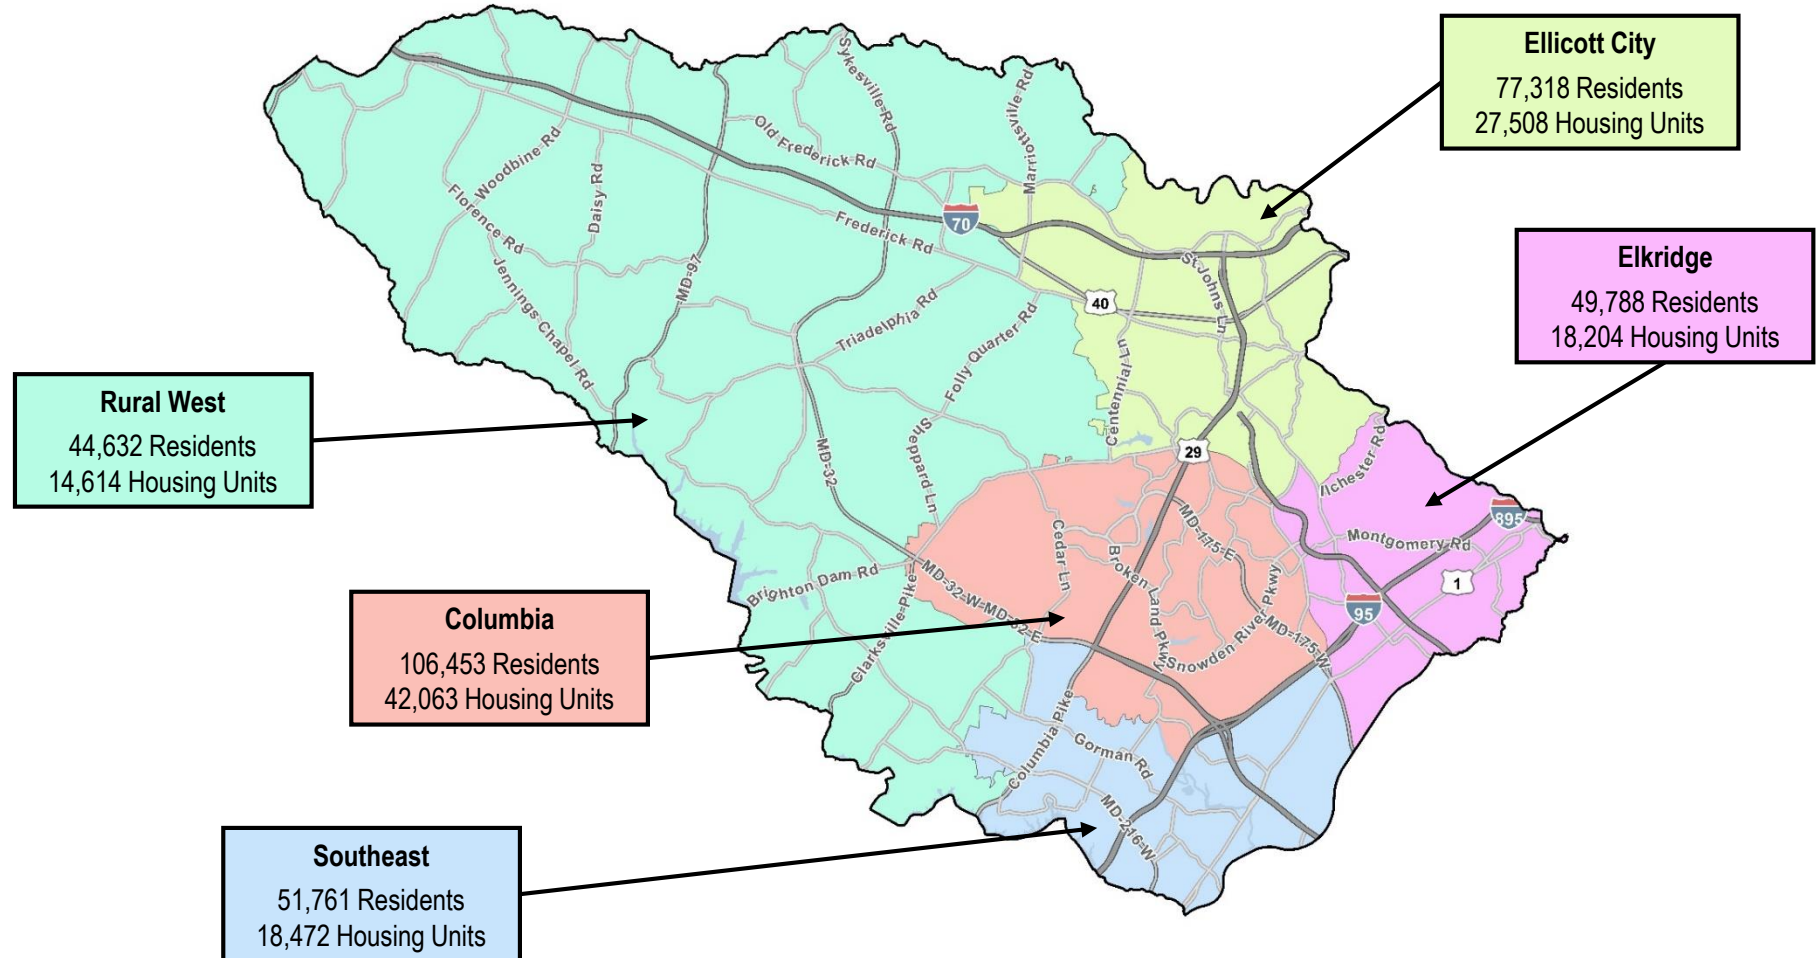 Ellicott City
77,318 Residents
27,508 Housing Units
Elkridge
49,788 Residents
18,204 Housing Units
Rural West
44,632 Residents
14,614 Housing Units
Columbia
106,453 Residents
42,063 Housing Units
Southeast
51,761 Residents
18,472 Housing Units
Sykesville Rd
Marriottsville Rd
Old Frederick Rd
Woodbine Rd
Daisy Rd
Florence Rd
Frederick Rd
70
Jennings Chapel Rd
MD-97
St Johns Ln
40
Triadelphia Rd
Folly Quarter Rd
Centennial Ln
Sheppard Ln
MD-32
29
Ilchester Rd
895
Montgomery Rd
1
95
MD-175 E
Cedar Ln
Broken Land Pkwy
Snowden River Pkwy
MD-175 W
Brighton Dam Rd
MD-32 W
MD-32 E
Clarksville Pike
Columbia Pike
Gorman Rd
MD-216 W